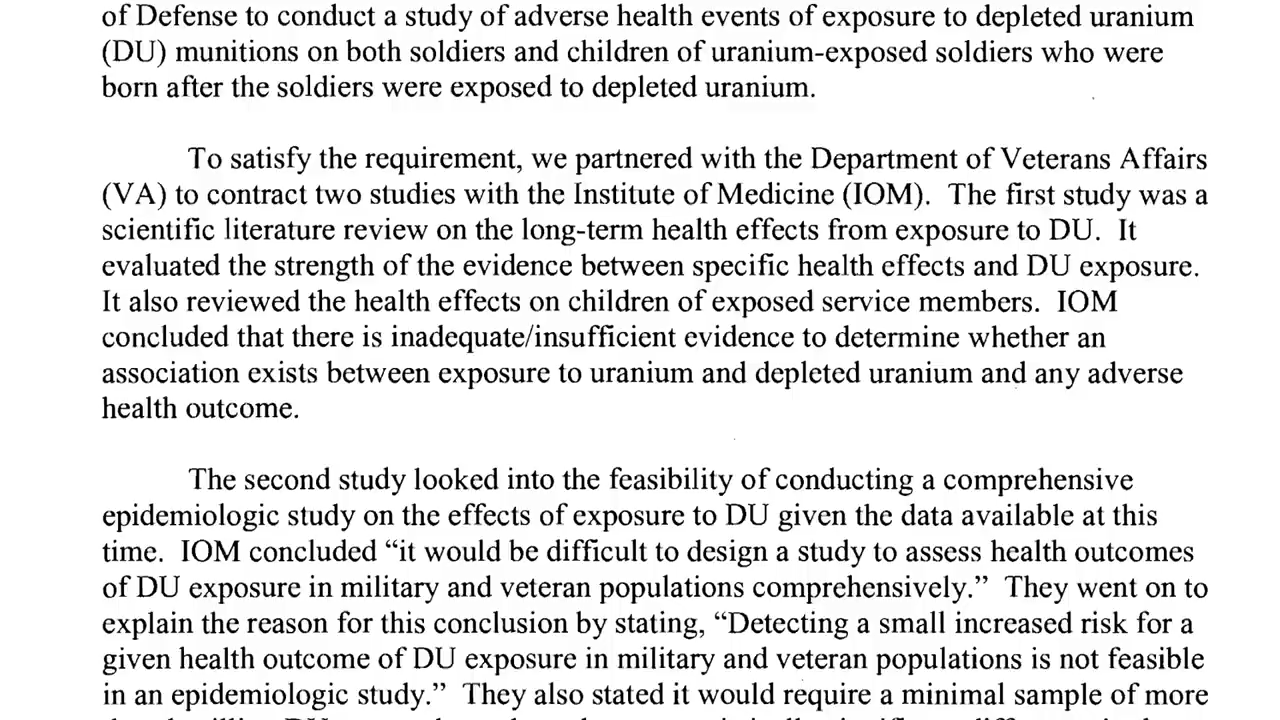 of Defense to conduct a study of adverse health events of exposure to depleted uranium
(DU) munitions on both soldiers and children of uranium-exposed soldiers who were
born after the soldiers were exposed to depleted uranium.
To satisfy the requirement, we partnered with the Department of Veterans Affairs
(VA) to contract two studies with the Institute of Medicine (IOM).  The first study was a
scientific literature review on the long-term health effects from exposure to DU.  It
evaluated the strength of the evidence between specific health effects and DU exposure.
It also reviewed the health effects on children of exposed service members.  IOM
concluded that there is inadequate/insufficient evidence to determine whether an
association exists between exposure to uranium and depleted uranium and any adverse
health outcome.
The second study looked into the feasibility of conducting a comprehensive
epidemiologic study on the effects of exposure to DU given the data available at this
time.  IOM concluded “it would be difficult to design a study to assess health outcomes
of DU exposure in military and veteran populations comprehensively.”  They went on to
explain the reason for this conclusion by stating, “Detecting a small increased risk for a
given health outcome of DU exposure in military and veteran populations is not feasible
in an epidemiologic study.”  They also stated it would require a minimal sample of more